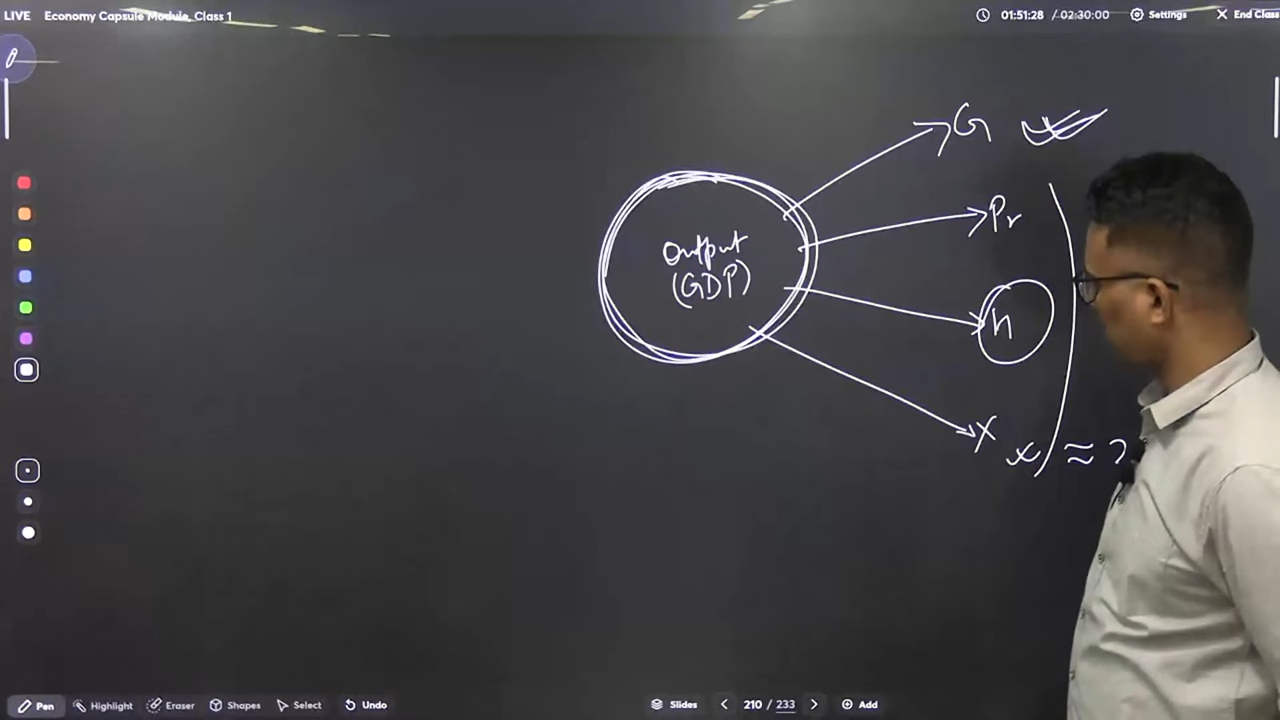 LIVE Economy Capsule Module, Class 1
01:51:28 / 02:30:00 Settings End Class
G
Output
(GDP)
Pr
h
X
x ≈ 2
Pen Highlight Eraser Shapes Select Undo Slides 210 / 233 Add